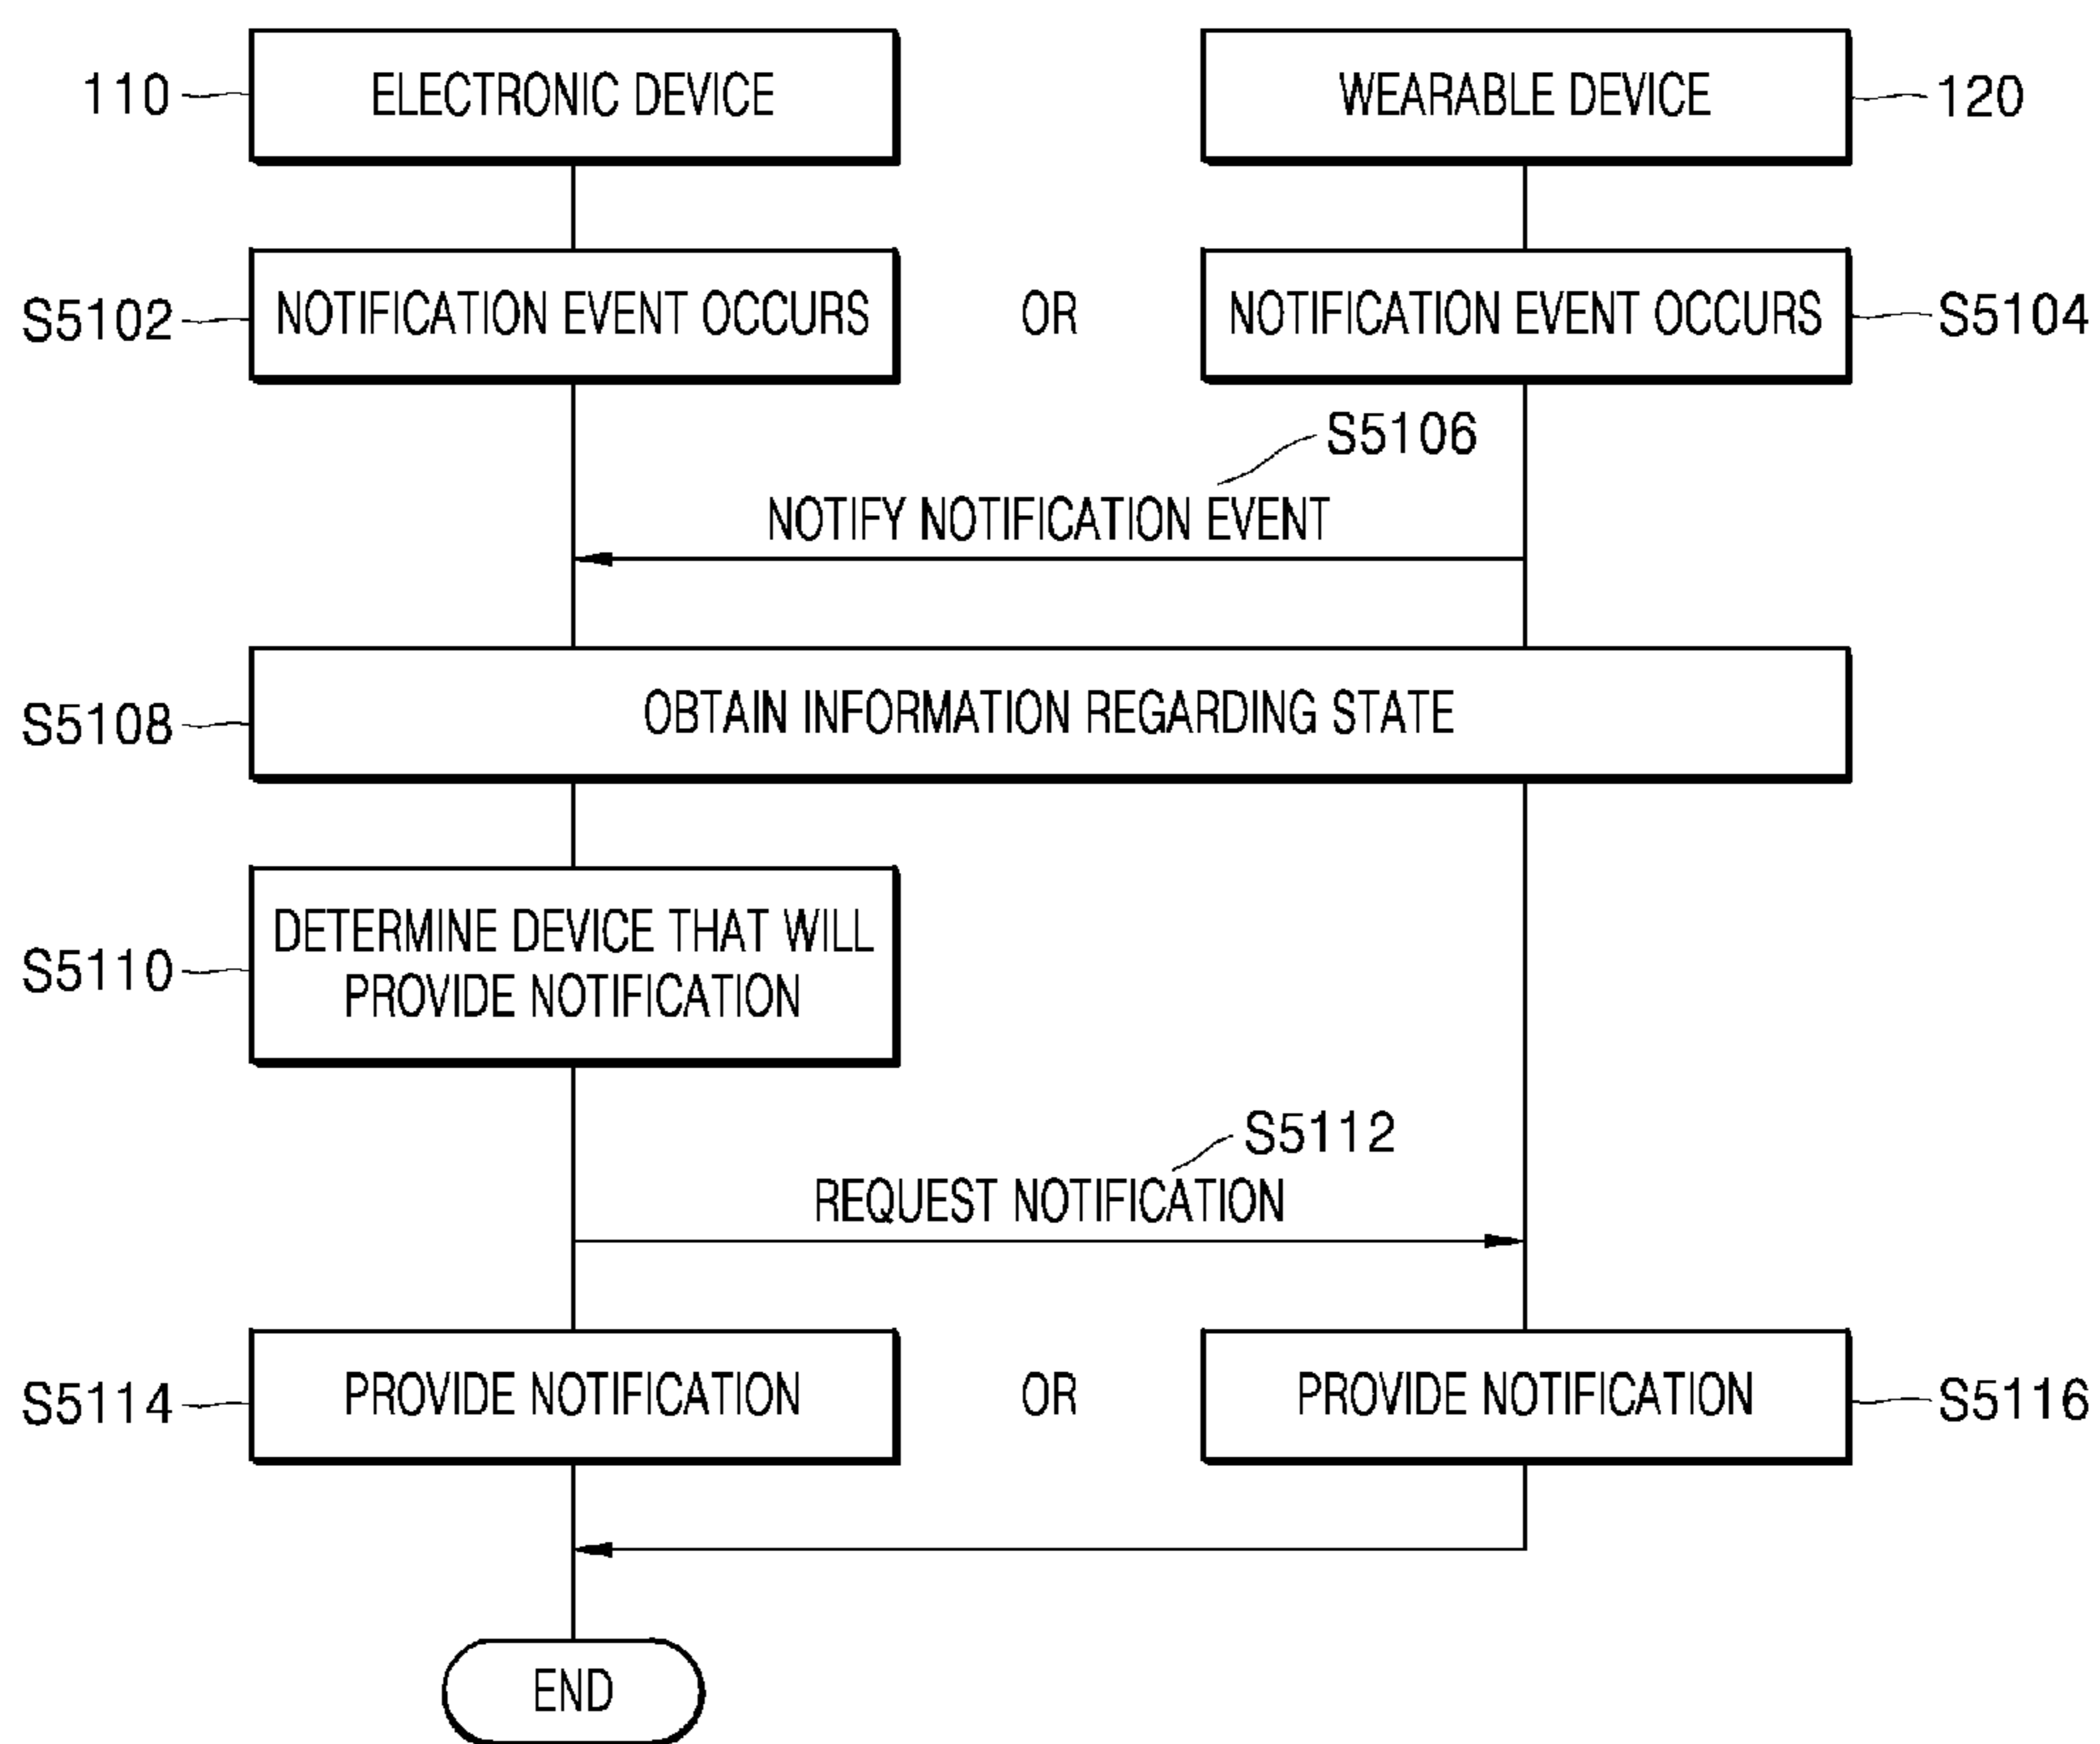 110
ELECTRONIC DEVICE
WEARABLE DEVICE
120
S5102
NOTIFICATION EVENT OCCURS
OR
NOTIFICATION EVENT OCCURS
S5104
S5106
NOTIFY NOTIFICATION EVENT
S5108
OBTAIN INFORMATION REGARDING STATE
S5110
DETERMINE DEVICE THAT WILL
PROVIDE NOTIFICATION
S5112
REQUEST NOTIFICATION
S5114
PROVIDE NOTIFICATION
OR
PROVIDE NOTIFICATION
S5116
END